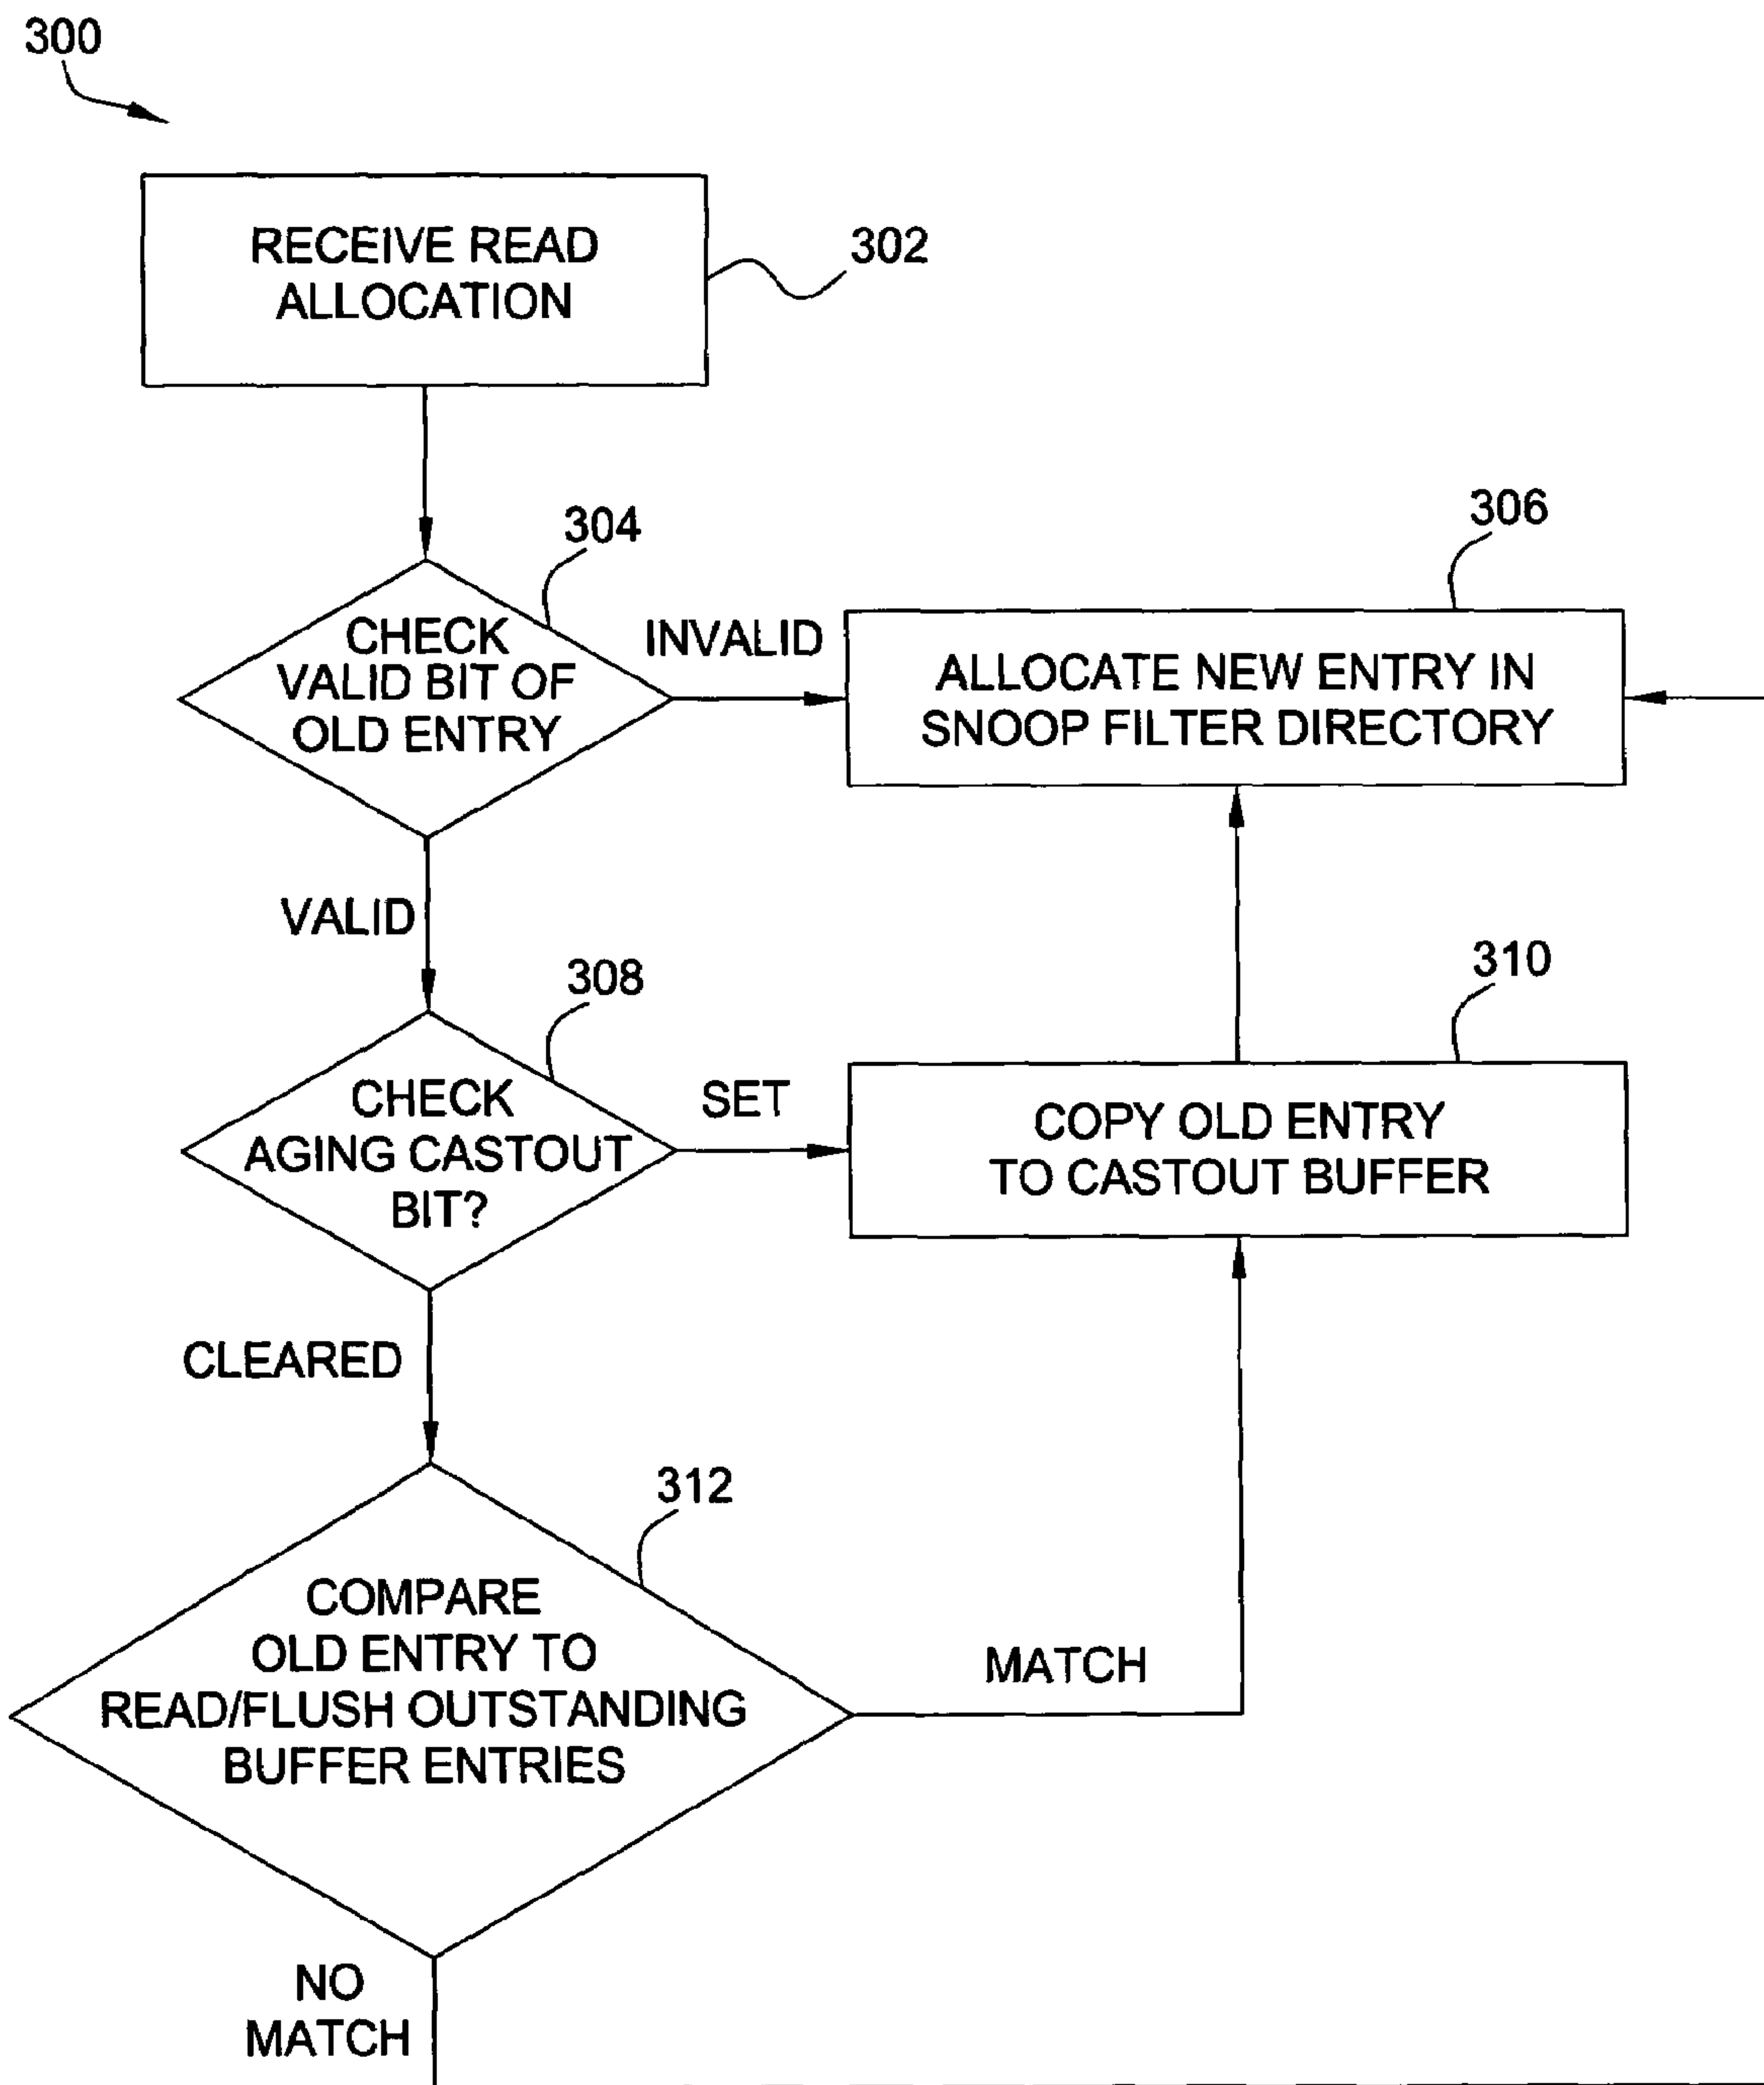 300
RECEIVE READ
ALLOCATION
302
304
CHECK
VALID BIT OF
OLD ENTRY
INVALID
306
ALLOCATE NEW ENTRY IN
SNOOP FILTER DIRECTORY
VALID
308
CHECK
AGING CASTOUT
BIT?
SET
310
COPY OLD ENTRY
TO CASTOUT BUFFER
CLEARED
312
COMPARE
OLD ENTRY TO
READ/FLUSH OUTSTANDING
BUFFER ENTRIES
MATCH
NO
MATCH